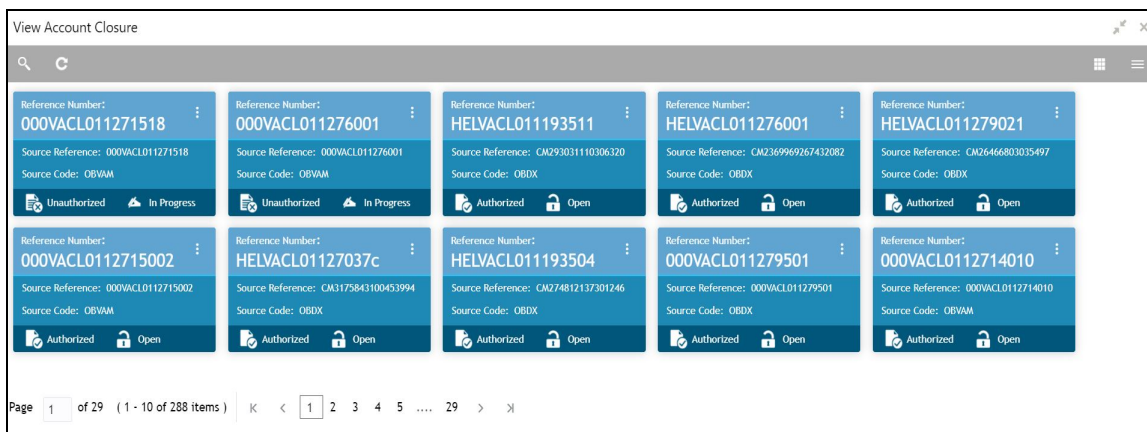 View Account Closure
Reference Number:
000VACL011271518
Source Reference: 000VACL011271518
Source Code: OBVAM
Unauthorized In Progress
Reference Number:
000VACL011276001
Source Reference: 000VACL011276001
Source Code: OBVAM
Unauthorized In Progress
Reference Number:
HELVACL011193511
Source Reference: CM293031110306320
Source Code: OBDX
Authorized Open
Reference Number:
HELVACL011276001
Source Reference: CM2369969267432082
Source Code: OBDX
Authorized Open
Reference Number:
HELVACL011279021
Source Reference: CM26466803035497
Source Code: OBDX
Authorized Open
Reference Number:
000VACL0112715002
Source Reference: 000VACL0112715002
Source Code: OBVAM
Authorized Open
Reference Number:
HELVACL01127037c
Source Reference: CM3175843100453994
Source Code: OBDX
Authorized Open
Reference Number:
HELVACL011193504
Source Reference: CM274812137301246
Source Code: OBDX
Authorized Open
Reference Number:
000VACL011279501
Source Reference: 000VACL011279501
Source Code: OBDX
Authorized Open
Reference Number:
000VACL0112714010
Source Reference: 000VACL0112714010
Source Code: OBVAM
Authorized Open
Page 1 of 29 ( 1 - 10 of 288 items ) 1 2 3 4 5 .... 29